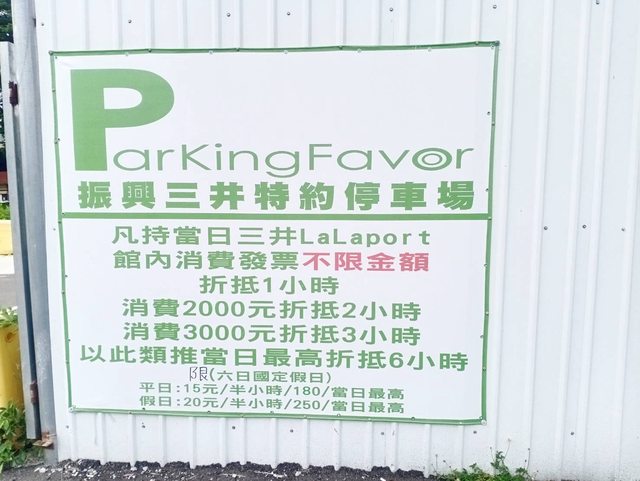 ParKingFavor
振興三井特約停車場
凡持當日三井LaLaport
館內消費發票不限金額
折抵1小時
消費2000元折抵2小時
消費3000元折抵3小時
以此類推當日最高折抵6小時
限(六日國定假日)
平日:15元/半小時/180/當日最高
假日:20元/半小時/250/當日最高